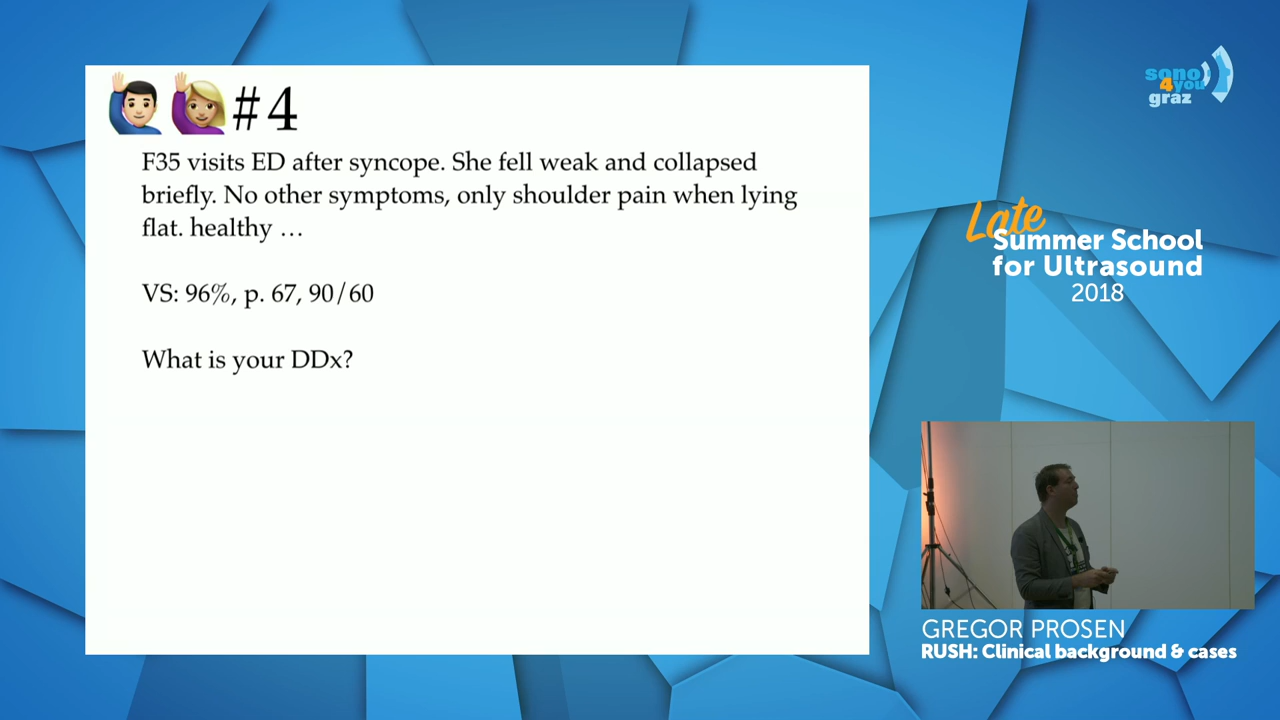 #4
F35 visits ED after syncope. She fell weak and collapsed
briefly. No other symptoms, only shoulder pain when lying
flat. healthy …
VS: 96%, p. 67, 90/60
What is your DDx?
sono
4you
graz
Late
Summer School
for Ultrasound
2018
GREGOR PROSEN
RUSH: Clinical background & cases